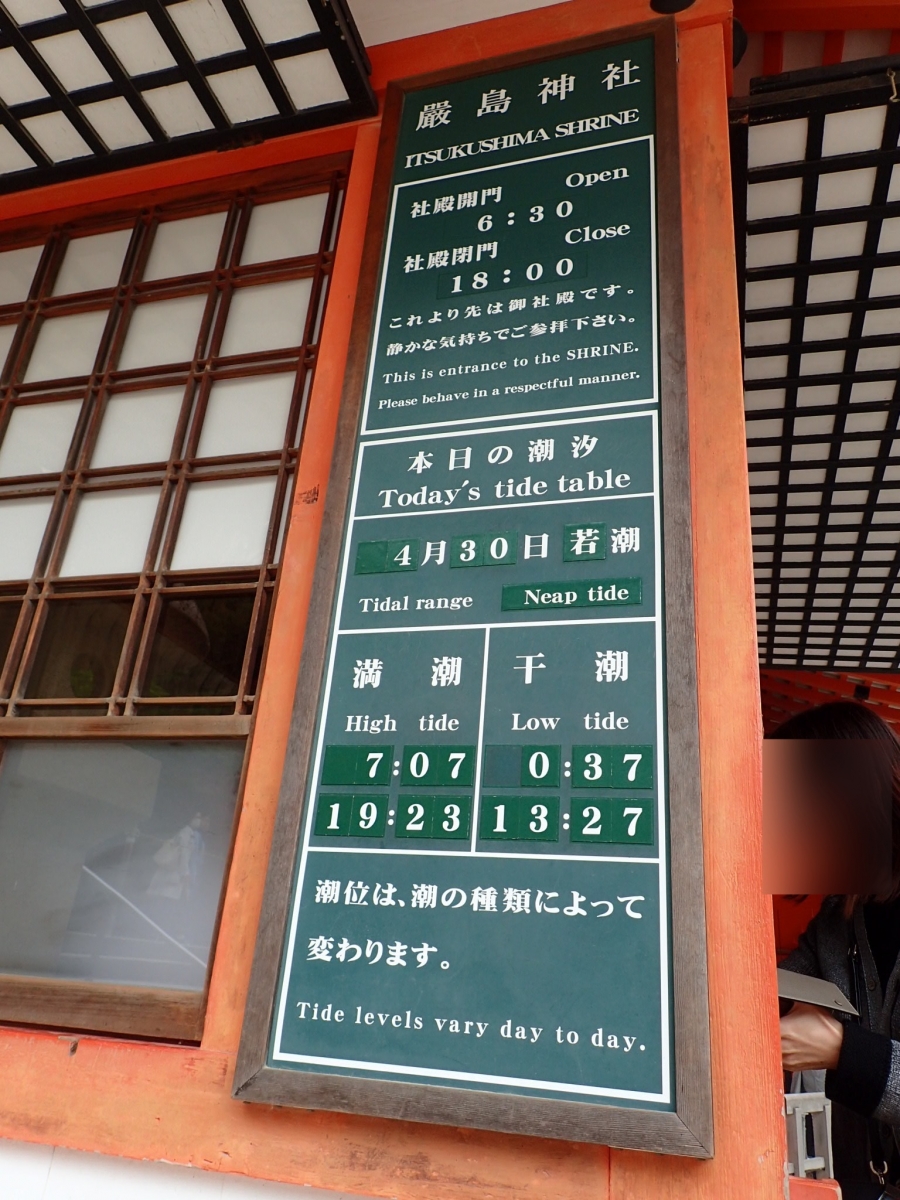 嚴島神社
ITSUKUSHIMA SHRINE
社殿開門 Open
6:30
社殿閉門 Close
18:00
これより先は御社殿です。
静かな気持ちでご参拝下さい。
This is entrance to the SHRINE.
Please behave in a respectful manner.
本日の潮汐
Today's tide table
4月30日 若潮
Tidal range Neap tide
満潮 干潮
High tide Low tide
7:07 0:37
19:23 13:27
潮位は、潮の種類によって
変わります。
Tide levels vary day to day.